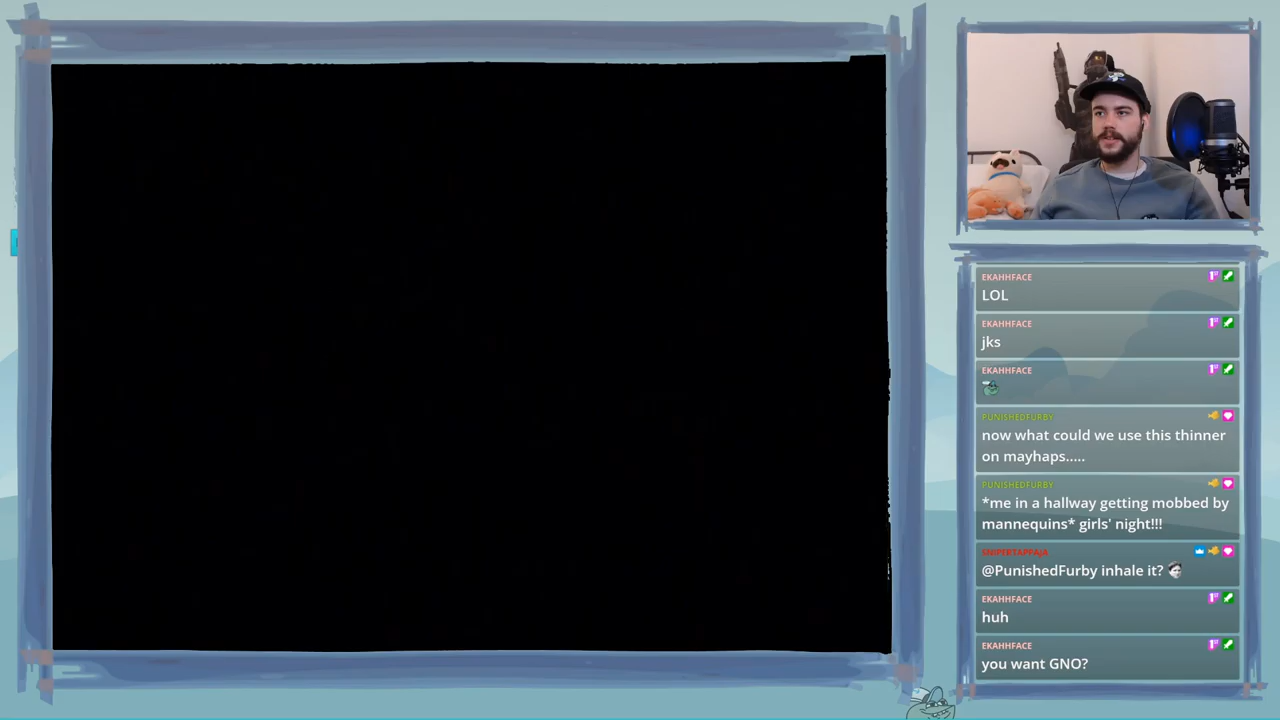 EKAHHFACE
LOL
EKAHHFACE
jks
EKAHHFACE
PUNISHEDFURBY
now what could we use this thinner
on mayhaps.....
PUNISHEDFURBY
*me in a hallway getting mobbed by
mannequins* girls' night!!!
SNIPERTAPPAJA
@PunishedFurby inhale it?
EKAHHFACE
huh
EKAHHFACE
you want GNO?